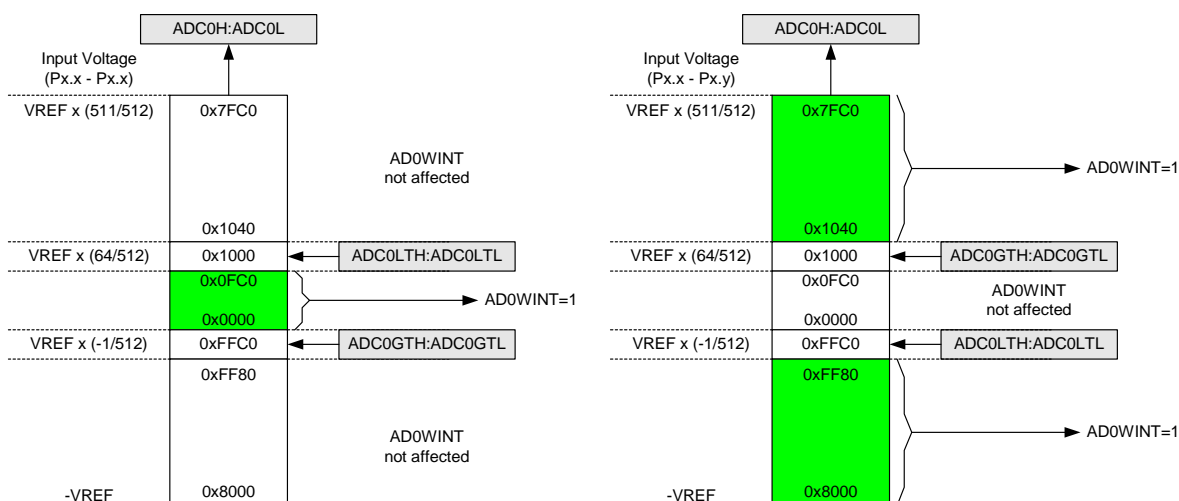 ADC0H:ADC0L
Input Voltage
(Px.x - Px.x)
VREF x (511/512)
0x7FC0
AD0WINT
not affected
0x1040
VREF x (64/512)
0x1000
ADC0LTH:ADC0LTL
0x0FC0
AD0WINT=1
0x0000
VREF x (-1/512)
0xFFC0
ADC0GTH:ADC0GTL
0xFF80
AD0WINT
not affected
-VREF
0x8000
ADC0H:ADC0L
Input Voltage
(Px.x - Px.y)
VREF x (511/512)
0x7FC0
AD0WINT=1
0x1040
VREF x (64/512)
0x1000
ADC0GTH:ADC0GTL
0x0FC0
AD0WINT
not affected
0x0000
VREF x (-1/512)
0xFFC0
ADC0LTH:ADC0LTL
0xFF80
AD0WINT=1
-VREF
0x8000